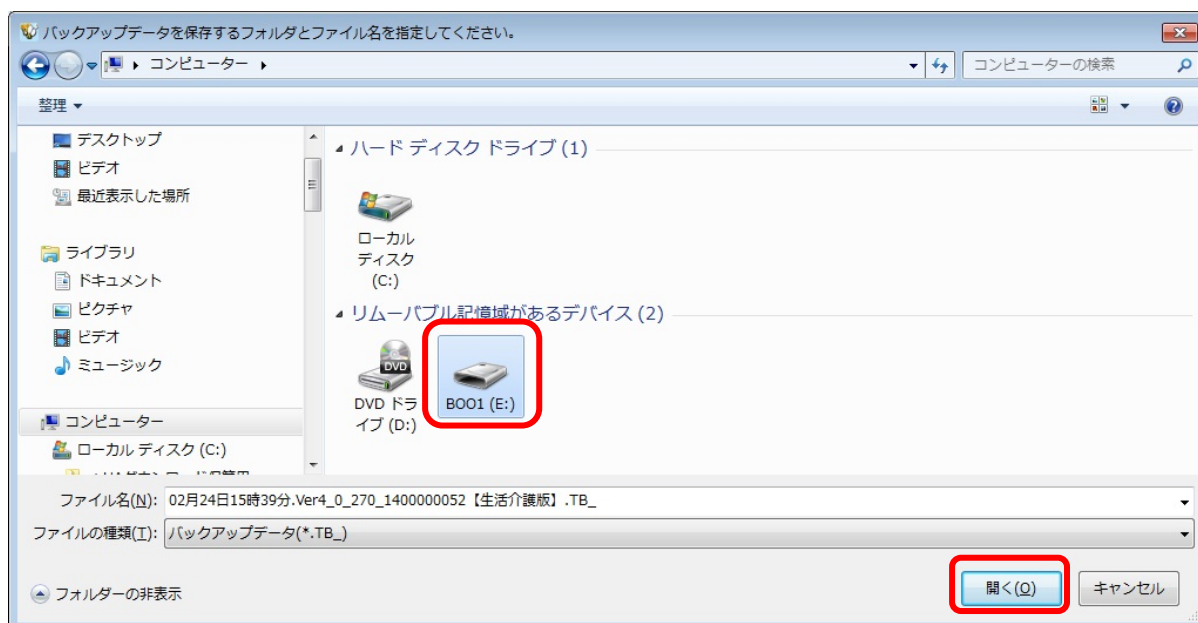 バックアップデータを保存するフォルダとファイル名を指定してください。
コンピューター
コンピューターの検索
整理
デスクトップ
ビデオ
最近表示した場所
ライブラリ
ドキュメント
ピクチャ
ビデオ
ミュージック
コンピューター
ローカル ディスク (C:)
ハード ディスク ドライブ (1)
ローカル
ディスク
(C:)
リムーバブル記憶域があるデバイス (2)
DVD
DVD ドラ
イブ (D:)
BOO1 (E:)
ファイル名(N): 02月24日15時39分.Ver4_0_270_1400000052【生活介護版】.TB_
ファイルの種類(T): バックアップデータ(*.TB_)
フォルダーの非表示
開く(O)
キャンセル